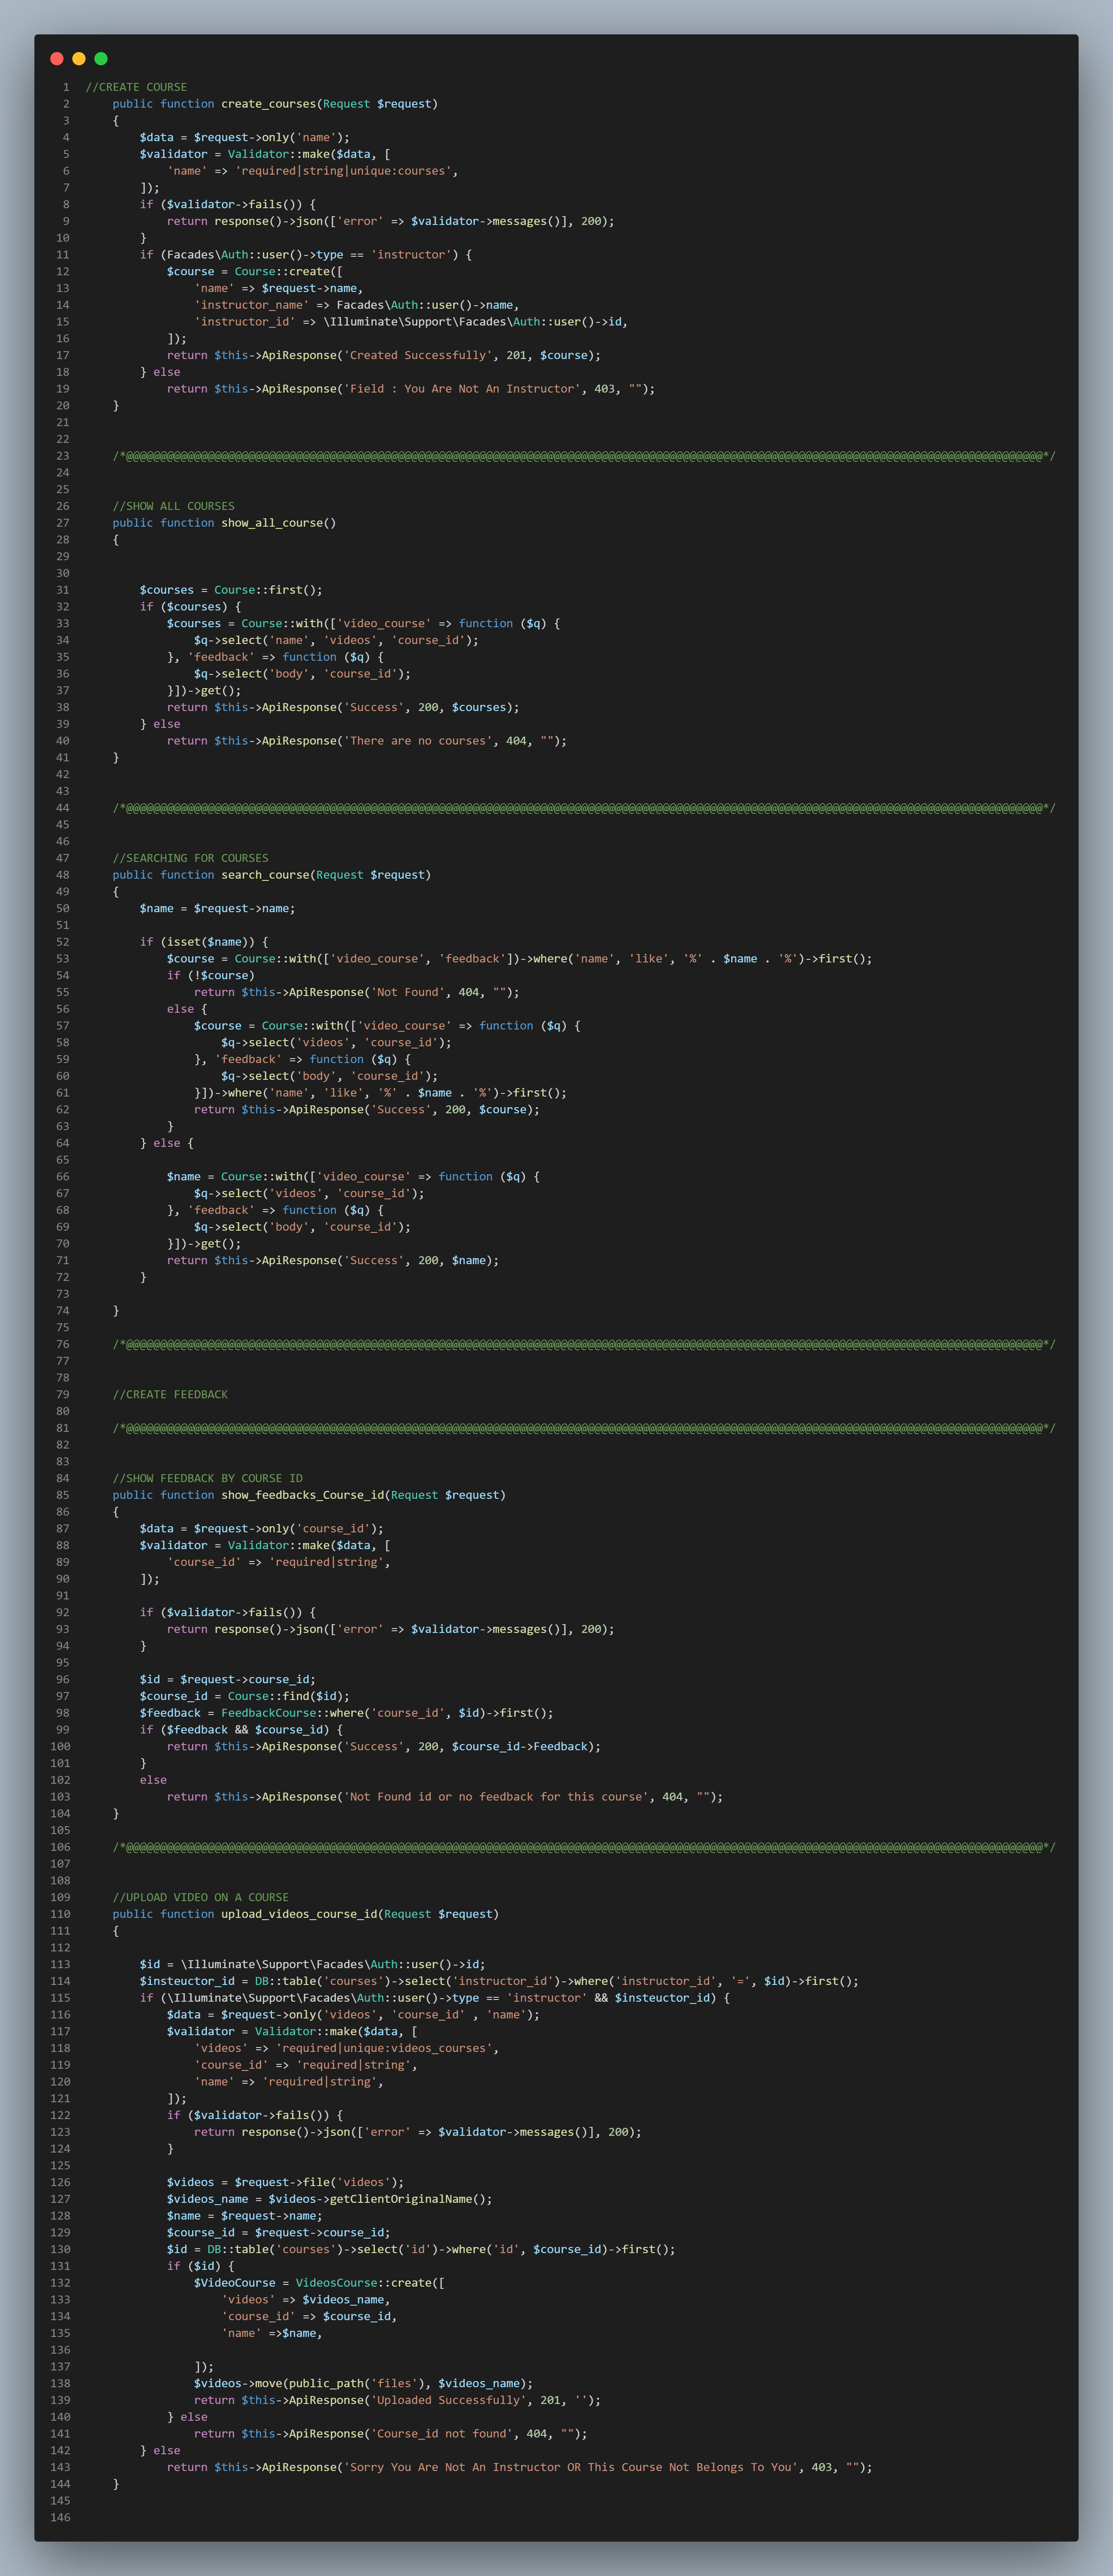 1 //CREATE COURSE
2 public function create_courses(Request $request)
3 {
4 $data = $request->only('name');
5 $validator = Validator::make($data, [
6 'name' => 'required|string|unique:courses',
7 ]);
8 if ($validator->fails()) {
9 return response()->json(['error' => $validator->messages()], 200);
10 }
11 if (Facades\Auth::user()->type == 'instructor') {
12 $course = Course::create([
13 'name' => $request->name,
14 'instructor_name' => Facades\Auth::user()->name,
15 'instructor_id' => \Illuminate\Support\Facades\Auth::user()->id,
16 ]);
17 return $this->ApiResponse('Created Successfully', 201, $course);
18 } else
19 return $this->ApiResponse('Field : You Are Not An Instructor', 403, "");
20 }
21
22
23 /*@@@@@@@@@@@@@@@@@@@@@@@@@@@@@@@@@@@@@@@@@@@@@@@@@@@@@@@@@@@@@@@@@@@@@@@@@@@@@@@@@@@@@@@@@@@@@@@@@@@@@@@@@@@@@@@@@@@@@@@@@@@@@@@@@@@@@@@*/
24
25
26 //SHOW ALL COURSES
27 public function show_all_course()
28 {
29
30
31 $courses = Course::first();
32 if ($courses) {
33 $courses = Course::with(['video_course' => function ($q) {
34 $q->select('name', 'videos', 'course_id');
35 }, 'feedback' => function ($q) {
36 $q->select('body', 'course_id');
37 }])->get();
38 return $this->ApiResponse('Success', 200, $courses);
39 } else
40 return $this->ApiResponse('There are no courses', 404, "");
41 }
42
43
44 /*@@@@@@@@@@@@@@@@@@@@@@@@@@@@@@@@@@@@@@@@@@@@@@@@@@@@@@@@@@@@@@@@@@@@@@@@@@@@@@@@@@@@@@@@@@@@@@@@@@@@@@@@@@@@@@@@@@@@@@@@@@@@@@@@@@@@@@@*/
45
46
47 //SEARCHING FOR COURSES
48 public function search_course(Request $request)
49 {
50 $name = $request->name;
51
52 if (isset($name)) {
53 $course = Course::with(['video_course', 'feedback'])->where('name', 'like', '%' . $name . '%')->first();
54 if (!$course)
55 return $this->ApiResponse('Not Found', 404, "");
56 else {
57 $course = Course::with(['video_course' => function ($q) {
58 $q->select('videos', 'course_id');
59 }, 'feedback' => function ($q) {
60 $q->select('body', 'course_id');
61 }])->where('name', 'like', '%' . $name . '%')->first();
62 return $this->ApiResponse('Success', 200, $course);
63 }
64 } else {
65
66 $name = Course::with(['video_course' => function ($q) {
67 $q->select('videos', 'course_id');
68 }, 'feedback' => function ($q) {
69 $q->select('body', 'course_id');
70 }])->get();
71 return $this->ApiResponse('Success', 200, $name);
72 }
73
74 }
75
76 /*@@@@@@@@@@@@@@@@@@@@@@@@@@@@@@@@@@@@@@@@@@@@@@@@@@@@@@@@@@@@@@@@@@@@@@@@@@@@@@@@@@@@@@@@@@@@@@@@@@@@@@@@@@@@@@@@@@@@@@@@@@@@@@@@@@@@@@@*/
77
78
79 //CREATE FEEDBACK
80
81 /*@@@@@@@@@@@@@@@@@@@@@@@@@@@@@@@@@@@@@@@@@@@@@@@@@@@@@@@@@@@@@@@@@@@@@@@@@@@@@@@@@@@@@@@@@@@@@@@@@@@@@@@@@@@@@@@@@@@@@@@@@@@@@@@@@@@@@@@*/
82
83
84 //SHOW FEEDBACK BY COURSE ID
85 public function show_feedbacks_Course_id(Request $request)
86 {
87 $data = $request->only('course_id');
88 $validator = Validator::make($data, [
89 'course_id' => 'required|string',
90 ]);
91
92 if ($validator->fails()) {
93 return response()->json(['error' => $validator->messages()], 200);
94 }
95
96 $id = $request->course_id;
97 $course_id = Course::find($id);
98 $feedback = FeedbackCourse::where('course_id', $id)->first();
99 if ($feedback && $course_id) {
100 return $this->ApiResponse('Success', 200, $course_id->Feedback);
101 }
102 else
103 return $this->ApiResponse('Not Found id or no feedback for this course', 404, "");
104 }
105
106 /*@@@@@@@@@@@@@@@@@@@@@@@@@@@@@@@@@@@@@@@@@@@@@@@@@@@@@@@@@@@@@@@@@@@@@@@@@@@@@@@@@@@@@@@@@@@@@@@@@@@@@@@@@@@@@@@@@@@@@@@@@@@@@@@@@@@@@@@*/
107
108
109 //UPLOAD VIDEO ON A COURSE
110 public function upload_videos_course_id(Request $request)
111 {
112
113 $id = \Illuminate\Support\Facades\Auth::user()->id;
114 $insteuctor_id = DB::table('courses')->select('instructor_id')->where('instructor_id', '=', $id)->first();
115 if (\Illuminate\Support\Facades\Auth::user()->type == 'instructor' && $insteuctor_id) {
116 $data = $request->only('videos', 'course_id' , 'name');
117 $validator = Validator::make($data, [
118 'videos' => 'required|unique:videos_courses',
119 'course_id' => 'required|string',
120 'name' => 'required|string',
121 ]);
122 if ($validator->fails()) {
123 return response()->json(['error' => $validator->messages()], 200);
124 }
125
126 $videos = $request->file('videos');
127 $videos_name = $videos->getClientOriginalName();
128 $name = $request->name;
129 $course_id = $request->course_id;
130 $id = DB::table('courses')->select('id')->where('id', $course_id)->first();
131 if ($id) {
132 $VideoCourse = VideosCourse::create([
133 'videos' => $videos_name,
134 'course_id' => $course_id,
135 'name' =>$name,
136
137 ]);
138 $videos->move(public_path('files'), $videos_name);
139 return $this->ApiResponse('Uploaded Successfully', 201, '');
140 } else
141 return $this->ApiResponse('Course_id not found', 404, "");
142 } else
143 return $this->ApiResponse('Sorry You Are Not An Instructor OR This Course Not Belongs To You', 403, "");
144 }
145
146